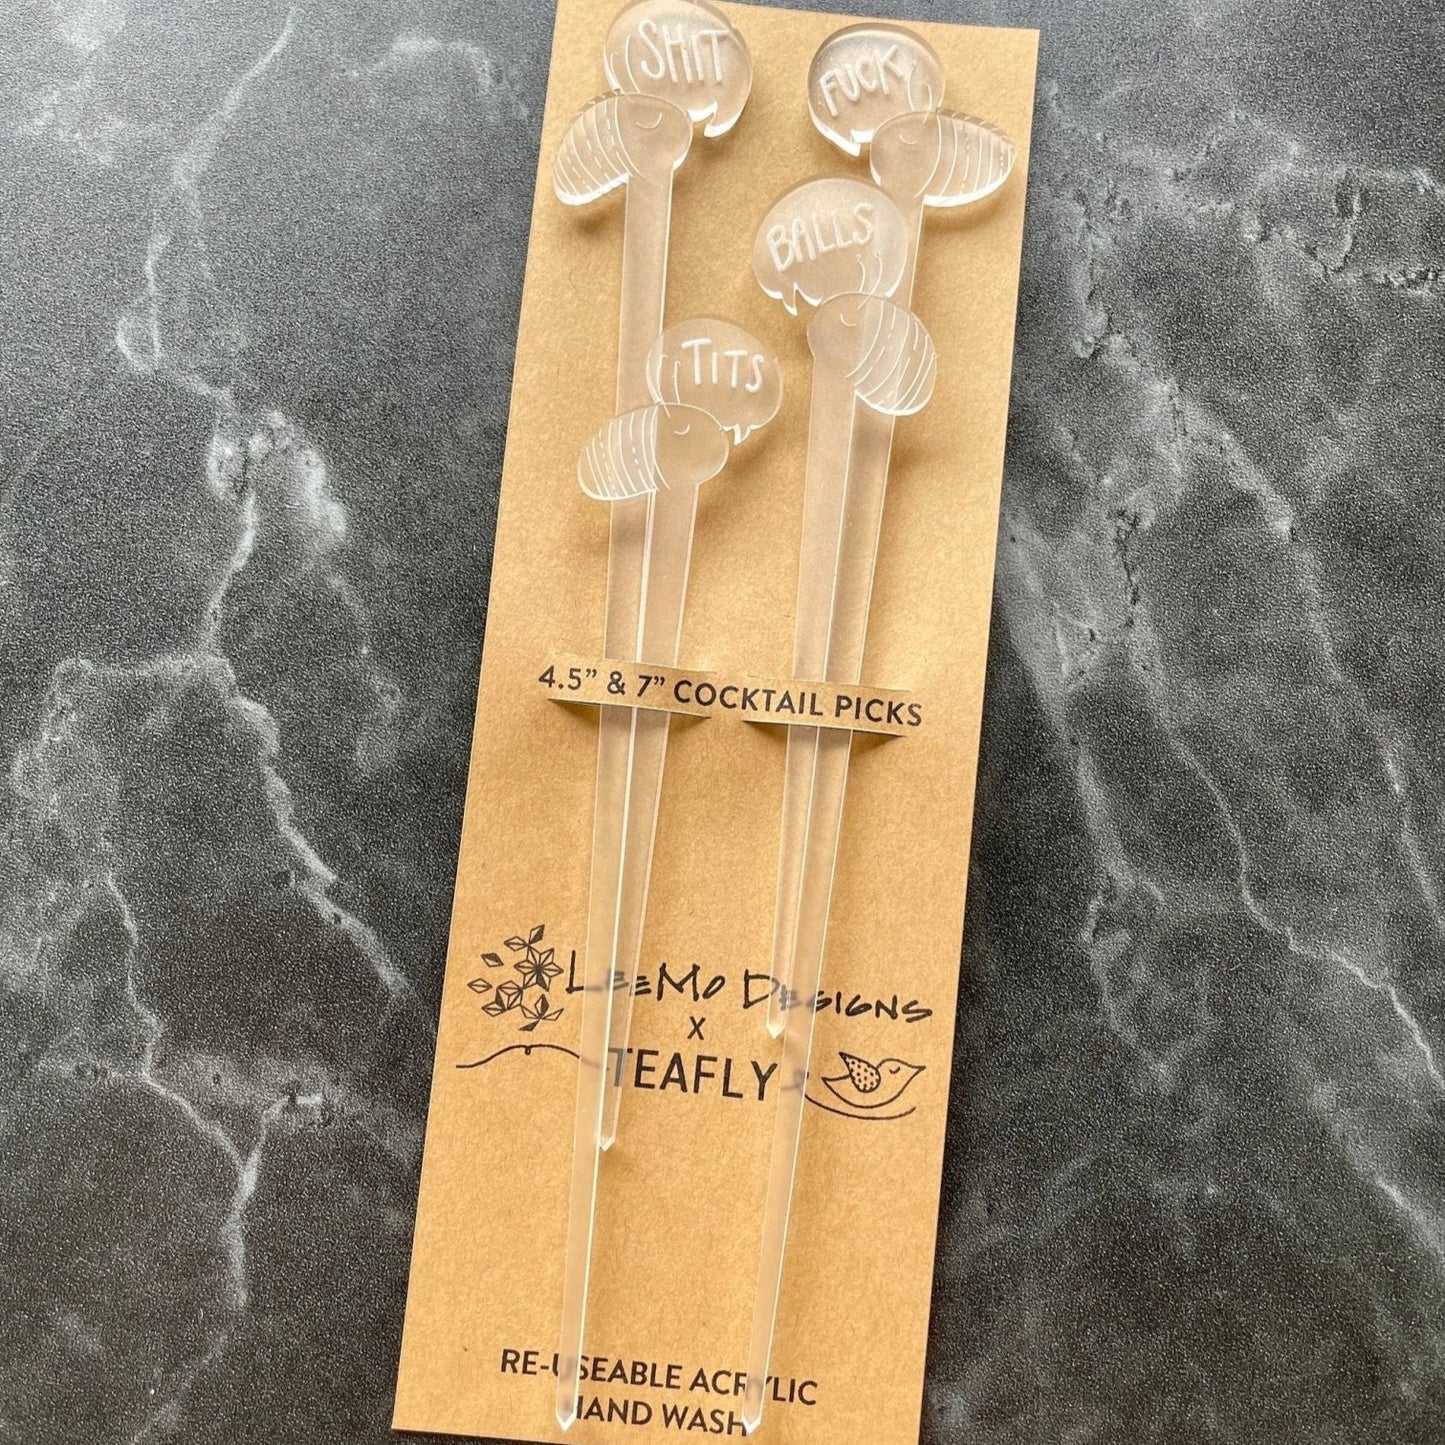 SHIT
FUCK
BALLS
TITS
4.5” & 7” COCKTAIL PICKS
LEEMO DESIGNS
X
TEAFLY
RE-USEABLE ACRYLIC
HAND WASH